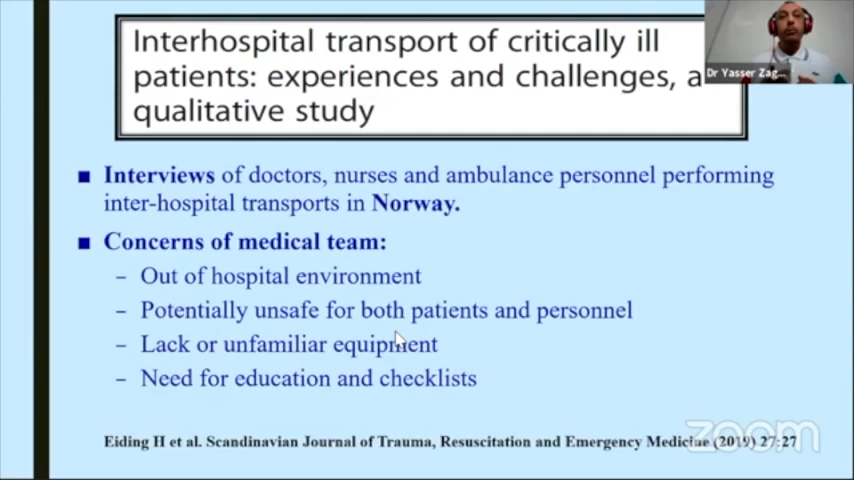 Interhospital transport of critically ill
patients: experiences and challenges, a
qualitative study
Dr Yasser Zag...
■ Interviews of doctors, nurses and ambulance personnel performing
inter-hospital transports in Norway.
■ Concerns of medical team:
– Out of hospital environment
– Potentially unsafe for both patients and personnel
– Lack or unfamiliar equipment
– Need for education and checklists
Eiding H et al. Scandinavian Journal of Trauma, Resuscitation and Emergency Medicine (2019) 27:27
zoom